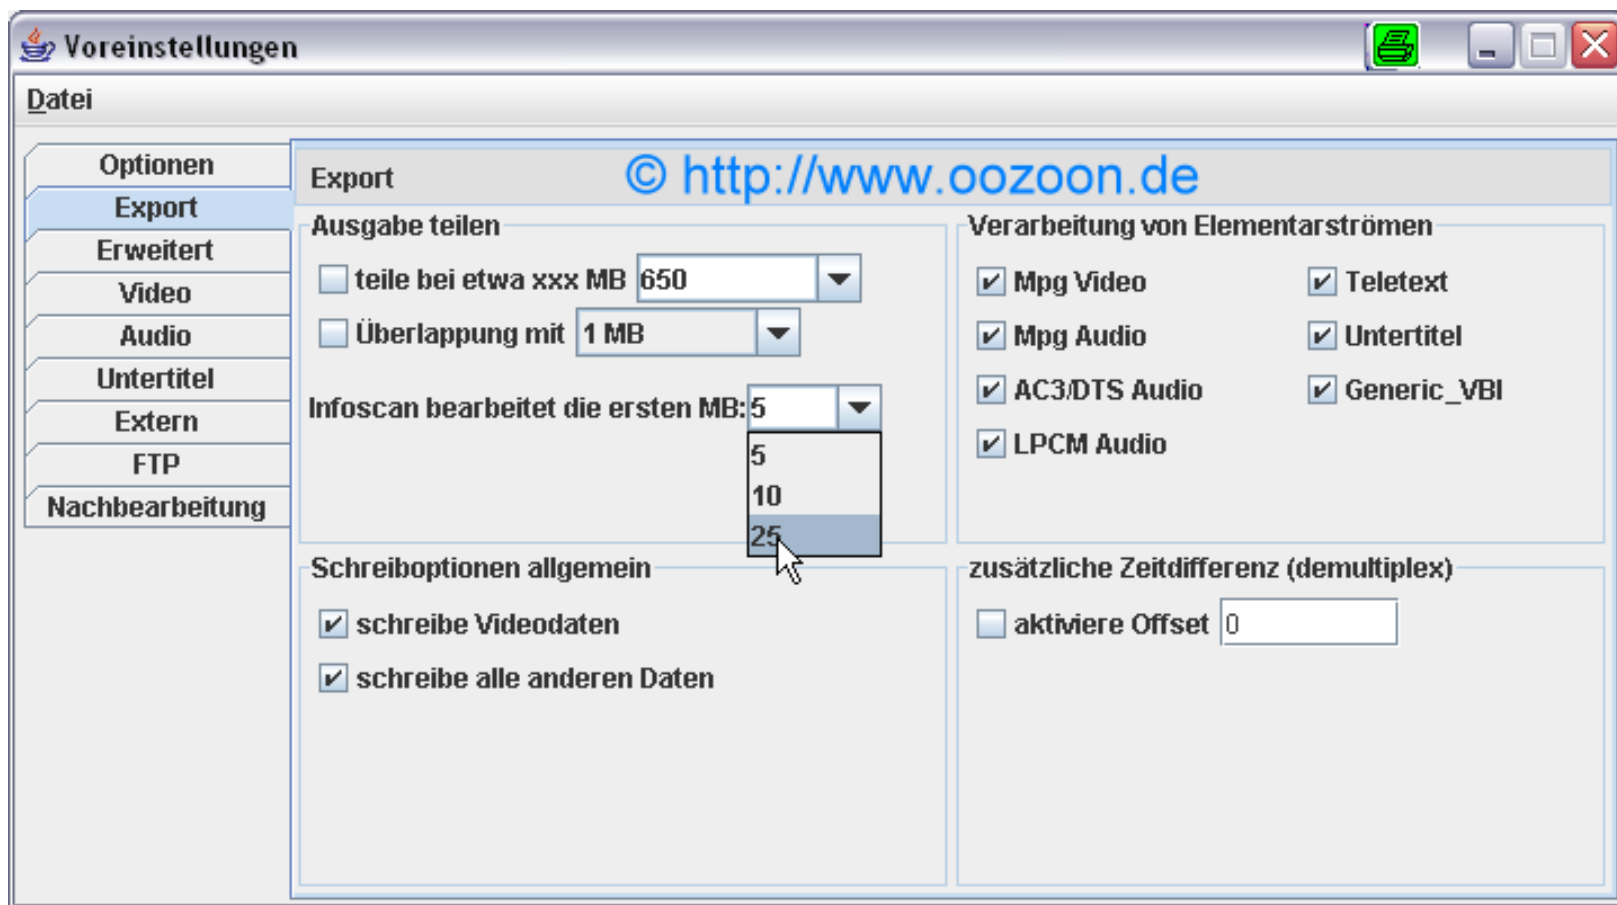 Voreinstellungen
Datei
Optionen
Export
Erweitert
Video
Audio
Untertitel
Extern
FTP
Nachbearbeitung
Export
© http://www.oozoon.de
Ausgabe teilen
teile bei etwa xxx MB 650
Überlappung mit 1 MB
Infoscan bearbeitet die ersten MB: 5
5
10
25
Verarbeitung von Elementarströmen
Mpg Video
Teletext
Mpg Audio
Untertitel
AC3/DTS Audio
Generic_VBI
LPCM Audio
Schreiboptionen allgemein
schreibe Videodaten
schreibe alle anderen Daten
zusätzliche Zeitdifferenz (demultiplex)
aktiviere Offset 0